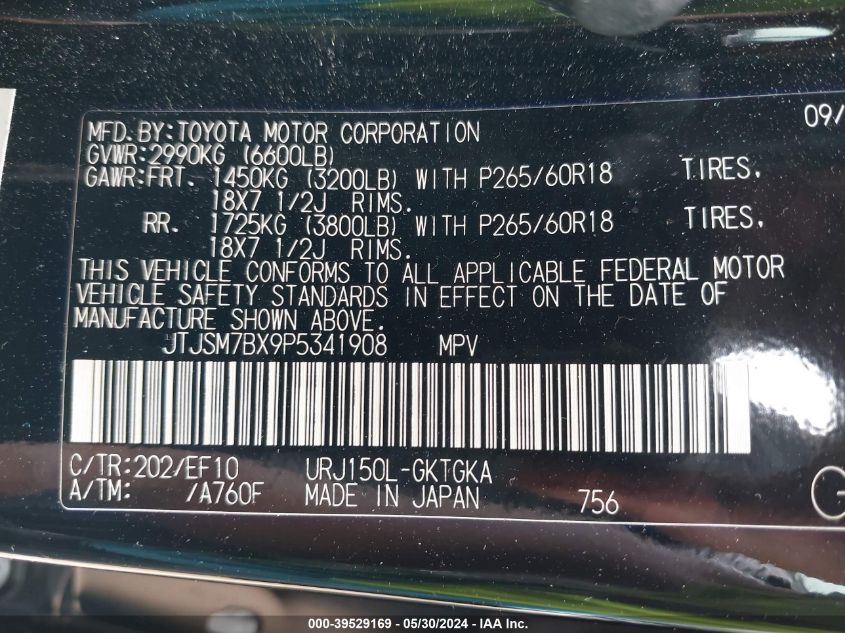 09/
MFD. BY: TOYOTA MOTOR CORPORATION
GVWR: 2990KG (6600LB)
GAWR: FRT. 1450KG (3200LB) WITH P265/60R18 TIRES,
18X7 1/2J RIMS.
RR. 1725KG (3800LB) WITH P265/60R18 TIRES,
18X7 1/2J RIMS.
THIS VEHICLE CONFORMS TO ALL APPLICABLE FEDERAL MOTOR
VEHICLE SAFETY STANDARDS IN EFFECT ON THE DATE OF
MANUFACTURE SHOWN ABOVE.
JTJSM7BX9P5341908 MPV
C/TR: 202/EF10 URJ150L-GKTGKA
A/TM: /A760F MADE IN JAPAN 756
G
000-39529169 - 05/30/2024 - IAA Inc.